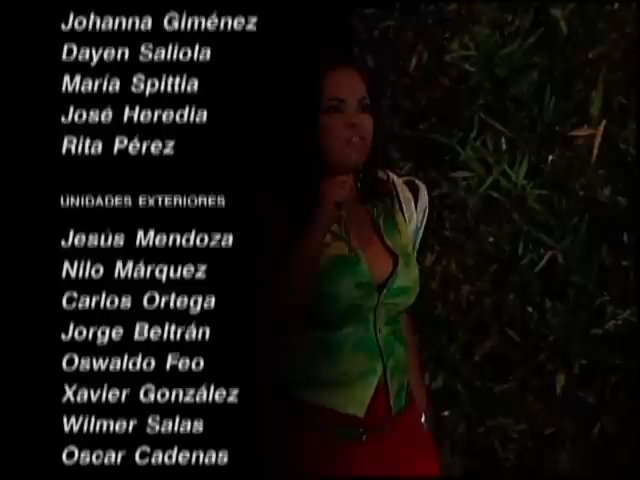 Johanna Giménez
Dayen Saliola
María Spittia
José Heredia
Rita Pérez
UNIDADES EXTERIORES
Jesús Mendoza
Nilo Márquez
Carlos Ortega
Jorge Beltrán
Oswaldo Feo
Xavier González
Wilmer Salas
Oscar Cadenas